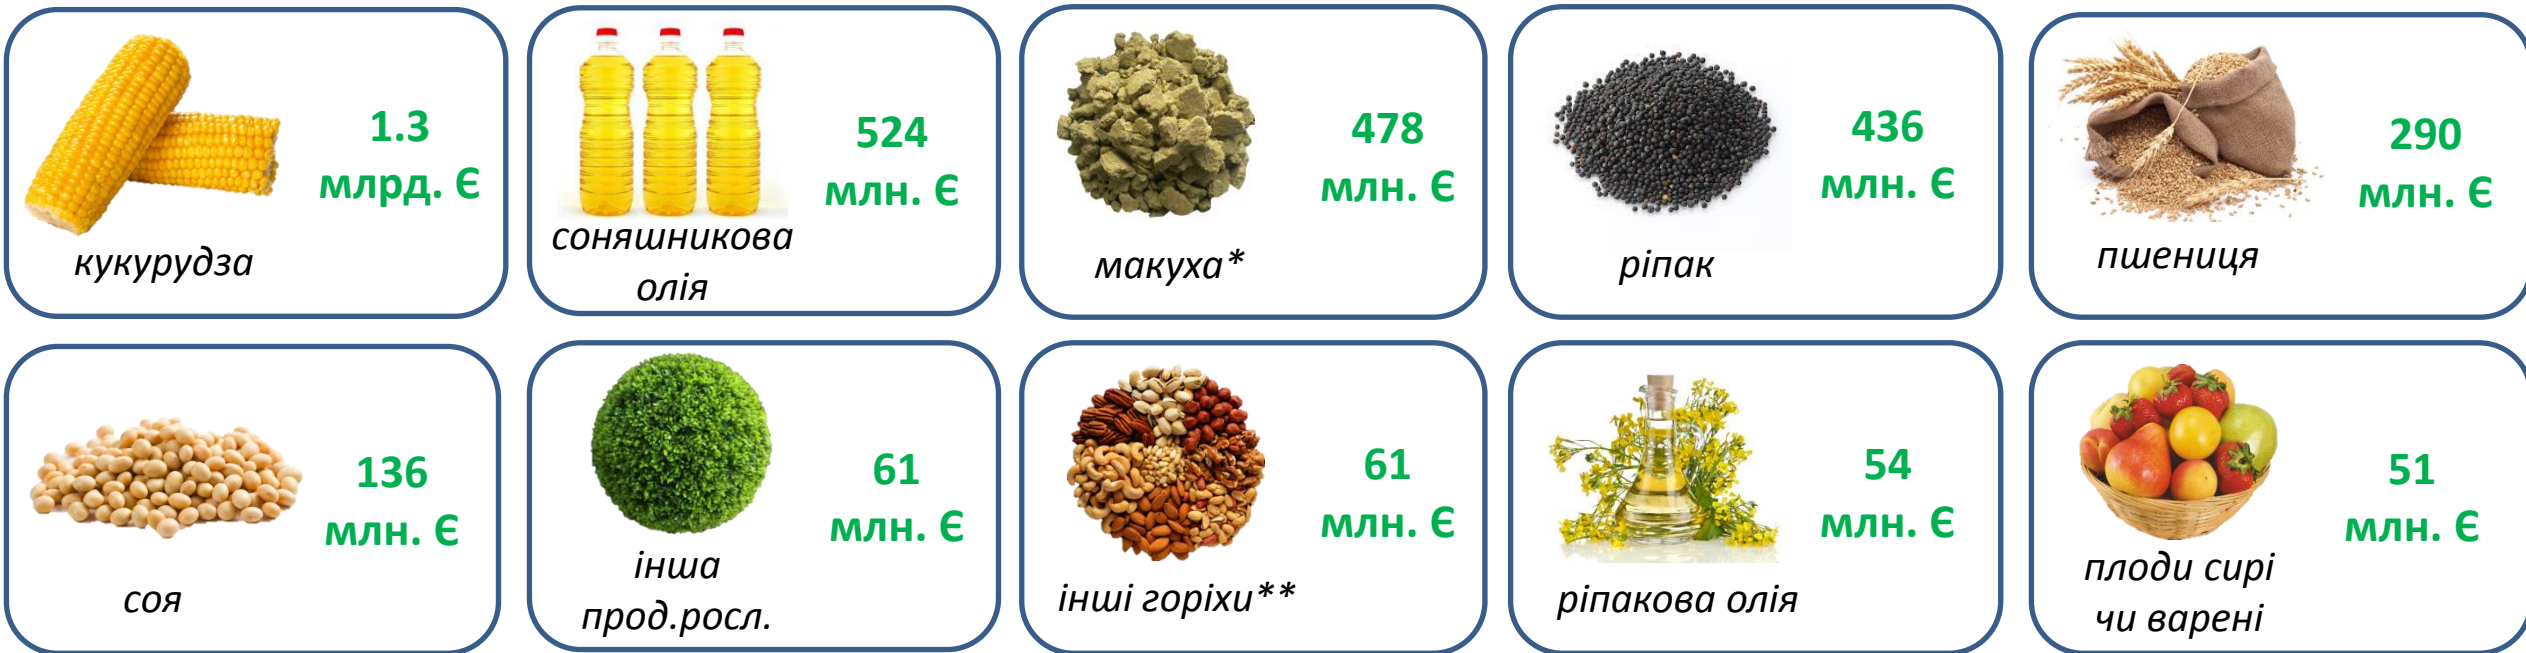 1.3
млрд. Є
кукурудза
524
млн. Є
соняшникова
олія
478
млн. Є
макуха*
436
млн. Є
ріпак
290
млн. Є
пшениця
136
млн. Є
соя
61
млн. Є
інша
прод.росл.
61
млн. Є
інші горіхи**
54
млн. Є
ріпакова олія
51
млн. Є
плоди сирі
чи варені